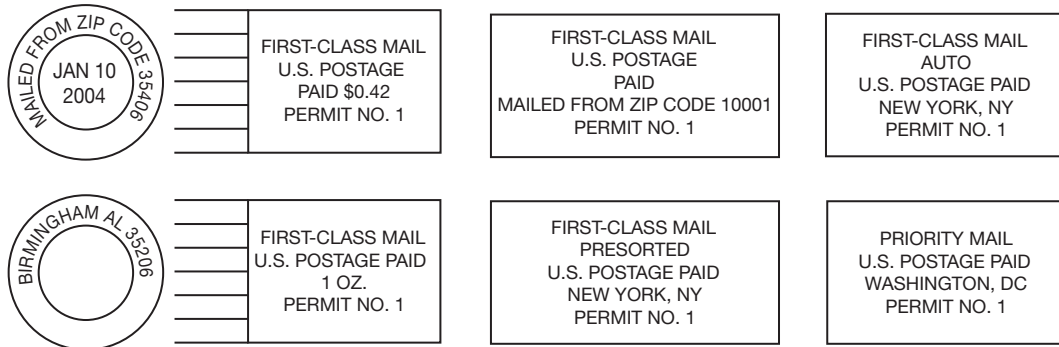 MAILED FROM ZIP CODE 35406
JAN 10
2004
FIRST-CLASS MAIL
U.S. POSTAGE
PAID $0.42
PERMIT NO. 1
FIRST-CLASS MAIL
U.S. POSTAGE
PAID
MAILED FROM ZIP CODE 10001
PERMIT NO. 1
FIRST-CLASS MAIL
AUTO
U.S. POSTAGE PAID
NEW YORK, NY
PERMIT NO. 1
BIRMINGHAM AL 35206
FIRST-CLASS MAIL
U.S. POSTAGE PAID
1 OZ.
PERMIT NO. 1
FIRST-CLASS MAIL
PRESORTED
U.S. POSTAGE PAID
NEW YORK, NY
PERMIT NO. 1
PRIORITY MAIL
U.S. POSTAGE PAID
WASHINGTON, DC
PERMIT NO. 1